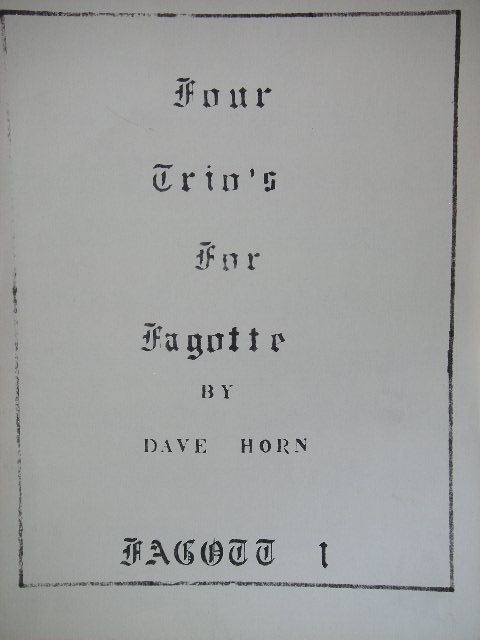 Four
Trio's
For
Fagotte
BY
DAVE HORN
FAGOTT 1